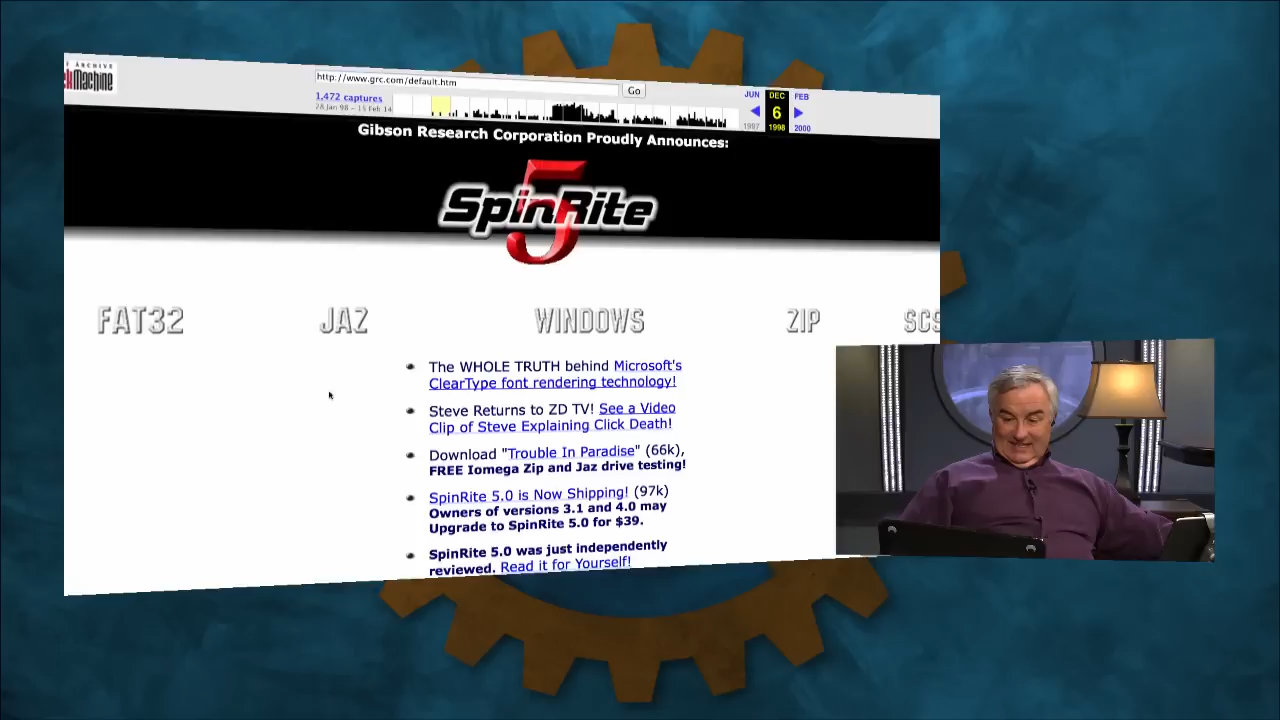 ARCHIVE
Machine
http://www.grc.com/default.htm
Go
1,472 captures
28 Jan 98 - 15 Feb 14
JUN DEC FEB
6
1997 1998 2000
Gibson Research Corporation Proudly Announces:
SpinRite 5
FAT32 JAZ WINDOWS ZIP SCS
The WHOLE TRUTH behind Microsoft's
ClearType font rendering technology!
Steve Returns to ZD TV! See a Video
Clip of Steve Explaining Click Death!
Download "Trouble In Paradise" (66k),
FREE Iomega Zip and Jaz drive testing!
SpinRite 5.0 is Now Shipping! (97k)
Owners of versions 3.1 and 4.0 may
Upgrade to SpinRite 5.0 for $39.
SpinRite 5.0 was just independently
reviewed. Read it for Yourself!